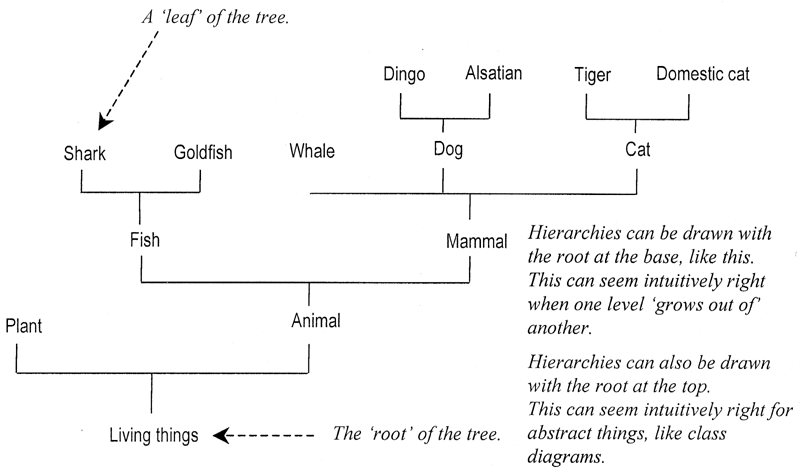 A ‘leaf’ of the tree.
Dingo Alsatian Tiger Domestic cat
Shark Goldfish Whale Dog Cat
Fish Mammal
Hierarchies can be drawn with
the root at the base, like this.
This can seem intuitively right
when one level ‘grows out of’
another.
Plant Animal
Hierarchies can also be drawn
with the root at the top.
This can seem intuitively right for
abstract things, like class
diagrams.
Living things The ‘root’ of the tree.